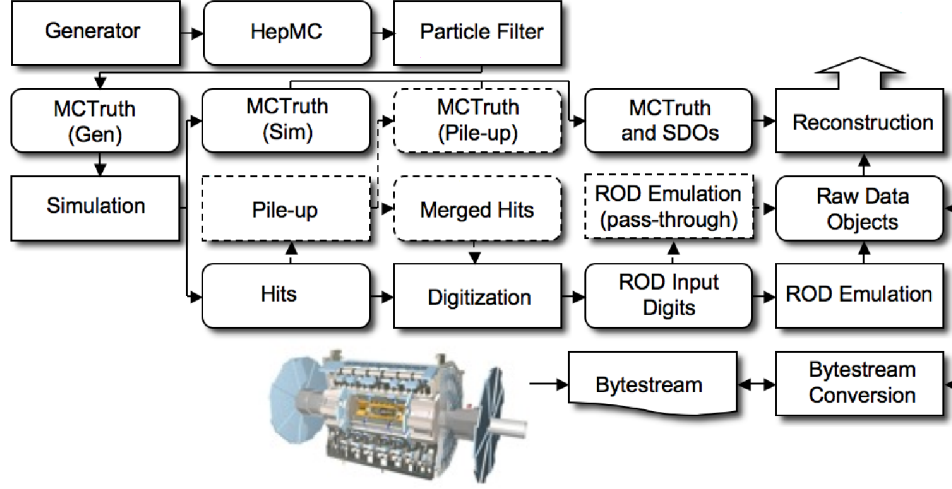 Generator
HepMC
Particle Filter
MCTruth
(Gen)
MCTruth
(Sim)
MCTruth
(Pile-up)
MCTruth
and SDOs
Reconstruction
Simulation
Pile-up
Merged Hits
ROD Emulation
(pass-through)
Raw Data
Objects
Hits
Digitization
ROD Input
Digits
ROD Emulation
Bytestream
Bytestream
Conversion